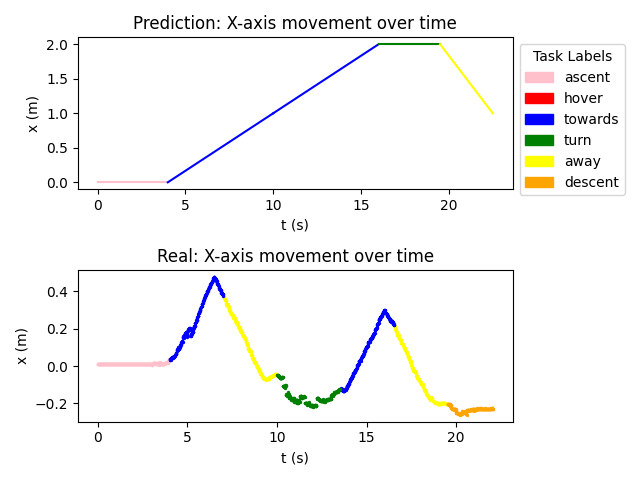 Prediction: X-axis movement over time
2.0
1.5
1.0
0.5
0.0
x (m)
0 5 10 15 20
t (s)
Task Labels
ascent
hover
towards
turn
away
descent
Real: X-axis movement over time
0.4
0.2
0.0
−0.2
x (m)
0 5 10 15 20
t (s)